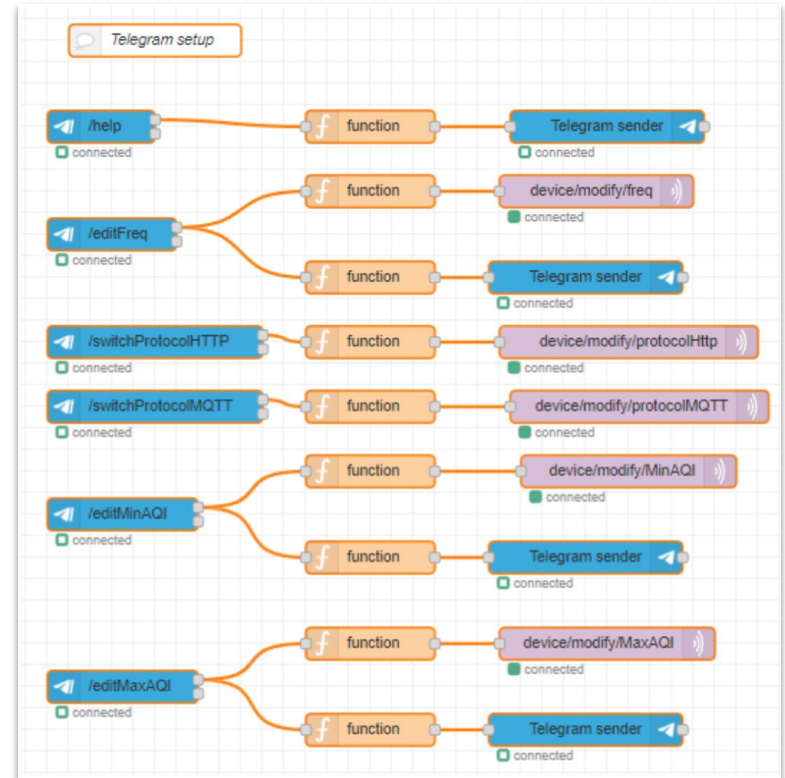 Telegram setup
/help
function
Telegram sender
connected
connected
function
device/modify/freq
/editFreq
connected
connected
function
Telegram sender
connected
/switchProtocolHTTP
function
device/modify/protocolHttp
connected
connected
/switchProtocolMQTT
function
device/modify/protocolMQTT
connected
connected
function
device/modify/MinAQI
connected
/editMinAQI
connected
function
Telegram sender
connected
function
device/modify/MaxAQI
connected
/editMaxAQI
connected
function
Telegram sender
connected